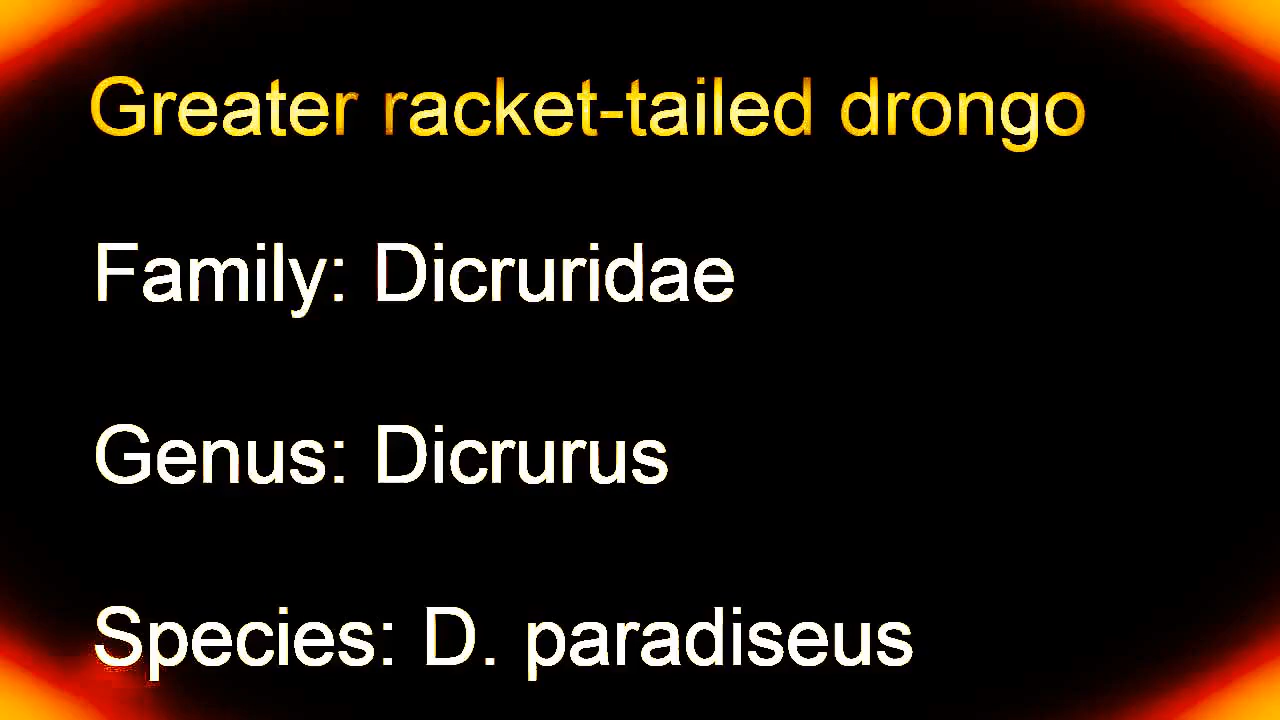 Greater racket-tailed drongo
Family: Dicruridae
Genus: Dicrurus
Species: D. paradiseus